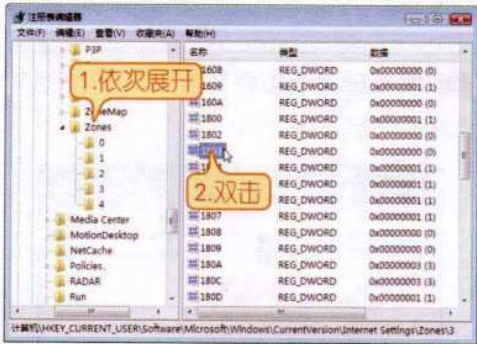 注册表编辑器
文件(F) 编辑(E) 查看(V) 收藏夹(A) 帮助(H)
P3P
1.依次展开
ZoneMap
Zones
0
1
2
3
4
Media Center
MotionDesktop
NetCache
Policies.
RADAR
Run
名称 类型 数据
1608 REG_DWORD 0x00000000 (0)
1609 REG_DWORD 0x00000001 (1)
160A REG_DWORD 0x00000000 (0)
1800 REG_DWORD 0x00000001 (1)
1802 REG_DWORD 0x00000000 (0)
REG_DWORD 0x00000000 (0)
REG_DWORD 0x00000001 (1)
2.双击
REG_DWORD 0x00000001 (1)
REG_DWORD 0x00000001 (1)
1807 REG_DWORD 0x00000001 (1)
1808 REG_DWORD 0x00000000 (0)
1809 REG_DWORD 0x00000000 (0)
180A REG_DWORD 0x00000003 (3)
180C REG_DWORD 0x00000003 (3)
180D REG_DWORD 0x00000001 (1)
计算机\HKEY_CURRENT_USER\Software\Microsoft\Windows\CurrentVersion\Internet Settings\Zones\3